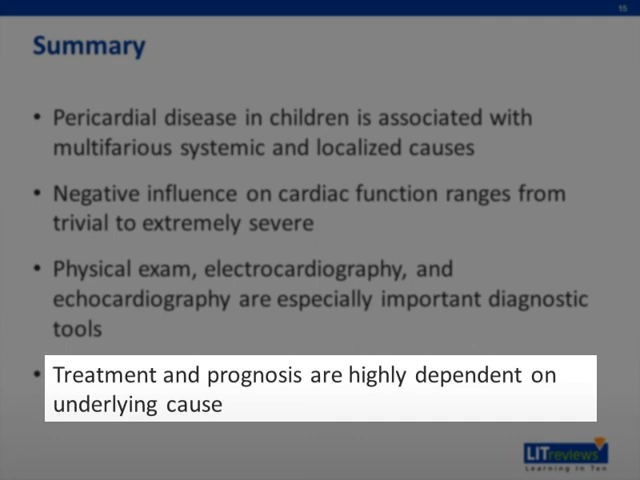 15
Summary
• Pericardial disease in children is associated with
multifarious systemic and localized causes
• Negative influence on cardiac function ranges from
trivial to extremely severe
• Physical exam, electrocardiography, and
echocardiography are especially important diagnostic
tools
• Treatment and prognosis are highly dependent on
underlying cause
LITreviews
Learning In Ten